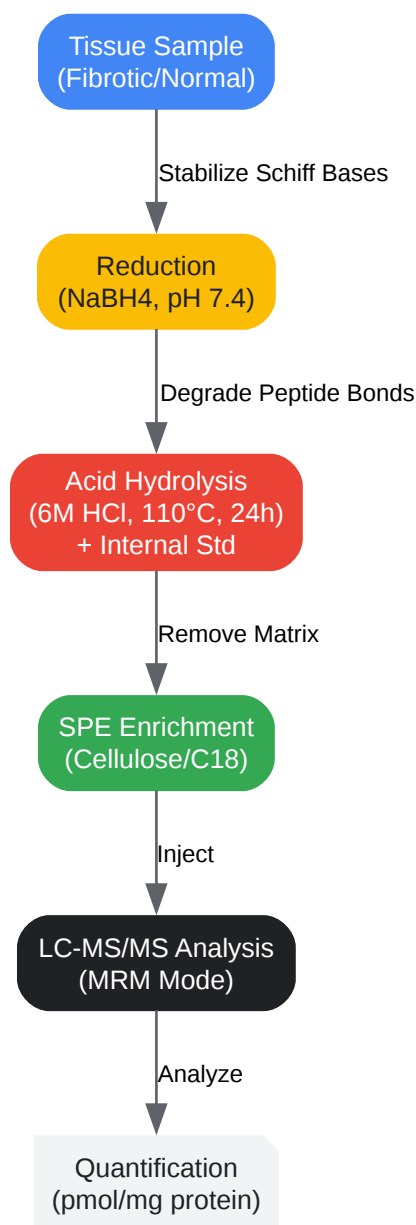 Tissue Sample
(Fibrotic/Normal)
Stabilize Schiff Bases
Reduction
(NaBH4, pH 7.4)
Degrade Peptide Bonds
Acid Hydrolysis
(6M HCl, 110°C, 24h)
+ Internal Std
Remove Matrix
SPE Enrichment
(Cellulose/C18)
Inject
LC-MS/MS Analysis
(MRM Mode)
Analyze
Quantification
(pmol/mg protein)